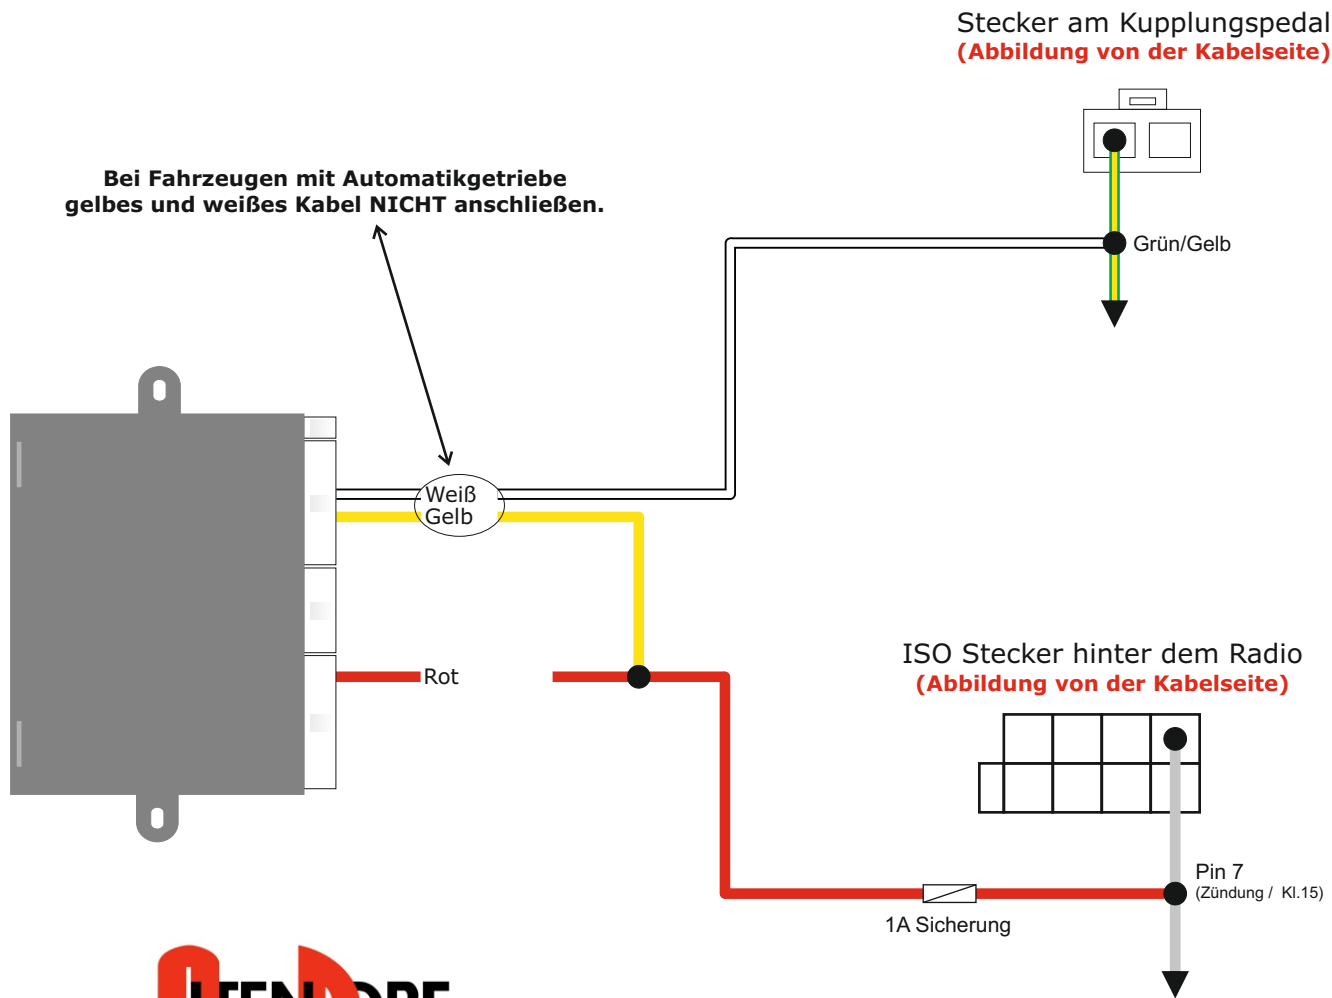 Stecker am Kupplungspedal
(Abbildung von der Kabelseite)
Bei Fahrzeugen mit Automatikgetriebe
gelbes und weißes Kabel NICHT anschließen.
Grün/Gelb
Weiß
Gelb
Rot
ISO Stecker hinter dem Radio
(Abbildung von der Kabelseite)
Pin 7
(Zündung / Kl.15)
1A Sicherung